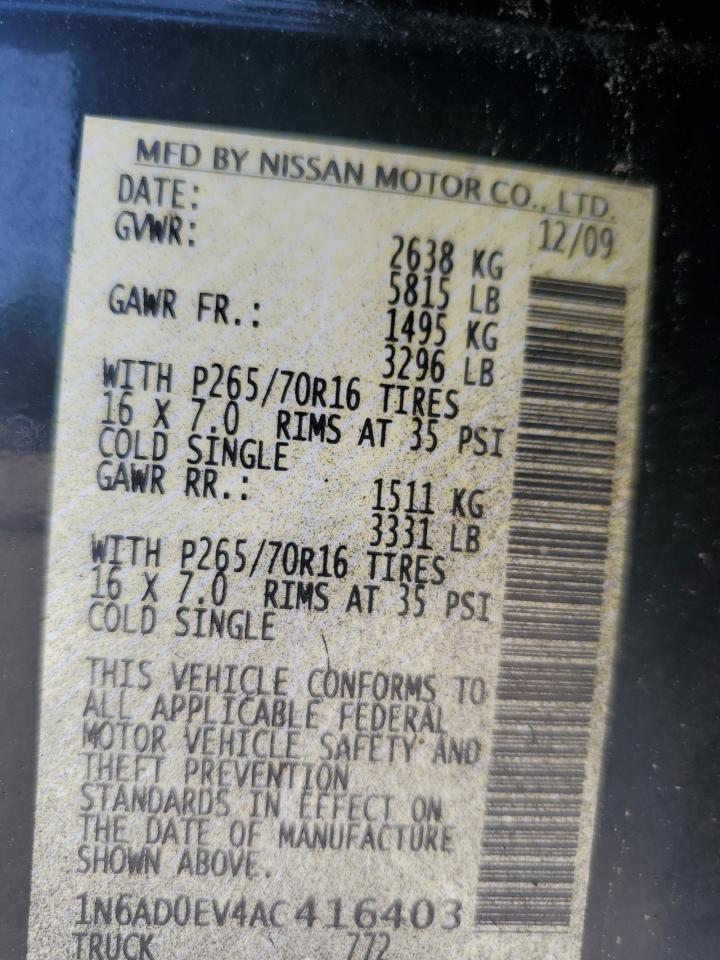 MFD BY NISSAN MOTOR CO., LTD.
DATE: 12/09
GVWR: 2638 KG
5815 LB
GAWR FR.: 1495 KG
3296 LB
WITH P265/70R16 TIRES
16 X 7.0 RIMS AT 35 PSI
COLD SINGLE
GAWR RR.: 1511 KG
3331 LB
WITH P265/70R16 TIRES
16 X 7.0 RIMS AT 35 PSI
COLD SINGLE
THIS VEHICLE CONFORMS TO
ALL APPLICABLE FEDERAL
MOTOR VEHICLE SAFETY AND
THEFT PREVENTION
STANDARDS IN EFFECT ON
THE DATE OF MANUFACTURE
SHOWN ABOVE.
1N6AD0EV4AC416403
TRUCK 772